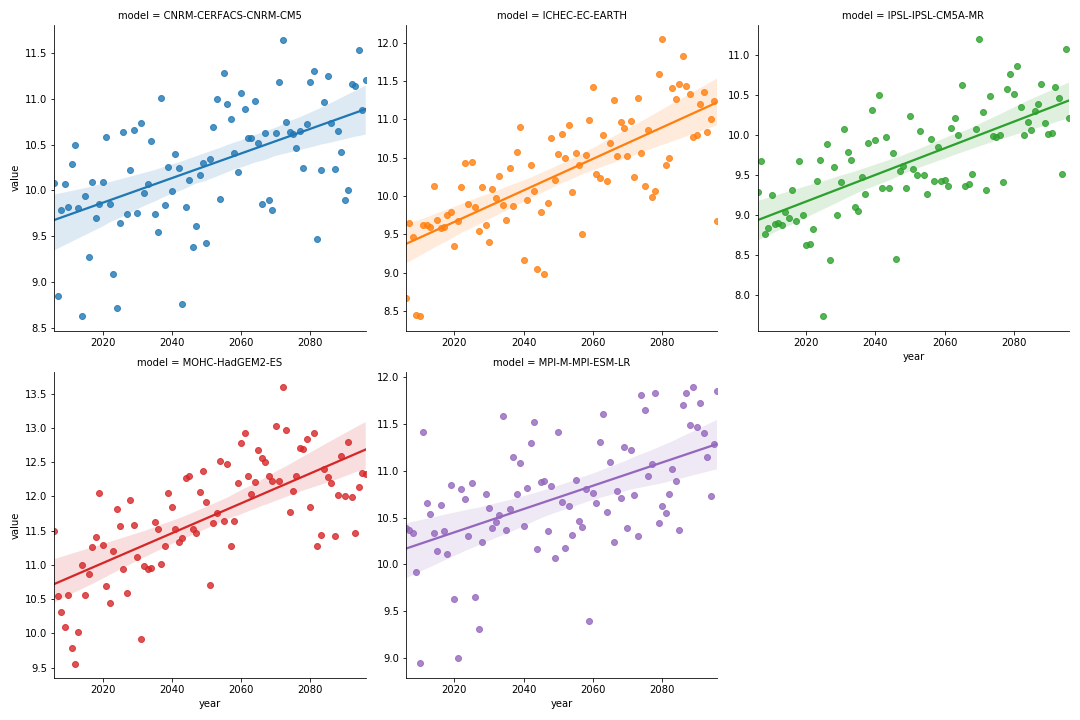 model = CNRM-CERFACS-CNRM-CM5
11.5
11.0
10.5
10.0
9.5
9.0
8.5
value
2020 2040 2060 2080
model = ICHEC-EC-EARTH
12.0
11.5
11.0
10.5
10.0
9.5
9.0
8.5
2020 2040 2060 2080
model = IPSL-IPSL-CM5A-MR
11.0
10.5
10.0
9.5
9.0
8.5
8.0
2020 2040 2060 2080
year
model = MOHC-HadGEM2-ES
13.5
13.0
12.5
12.0
11.5
11.0
10.5
10.0
9.5
value
2020 2040 2060 2080
year
model = MPI-M-MPI-ESM-LR
12.0
11.5
11.0
10.5
10.0
9.5
9.0
2020 2040 2060 2080
year